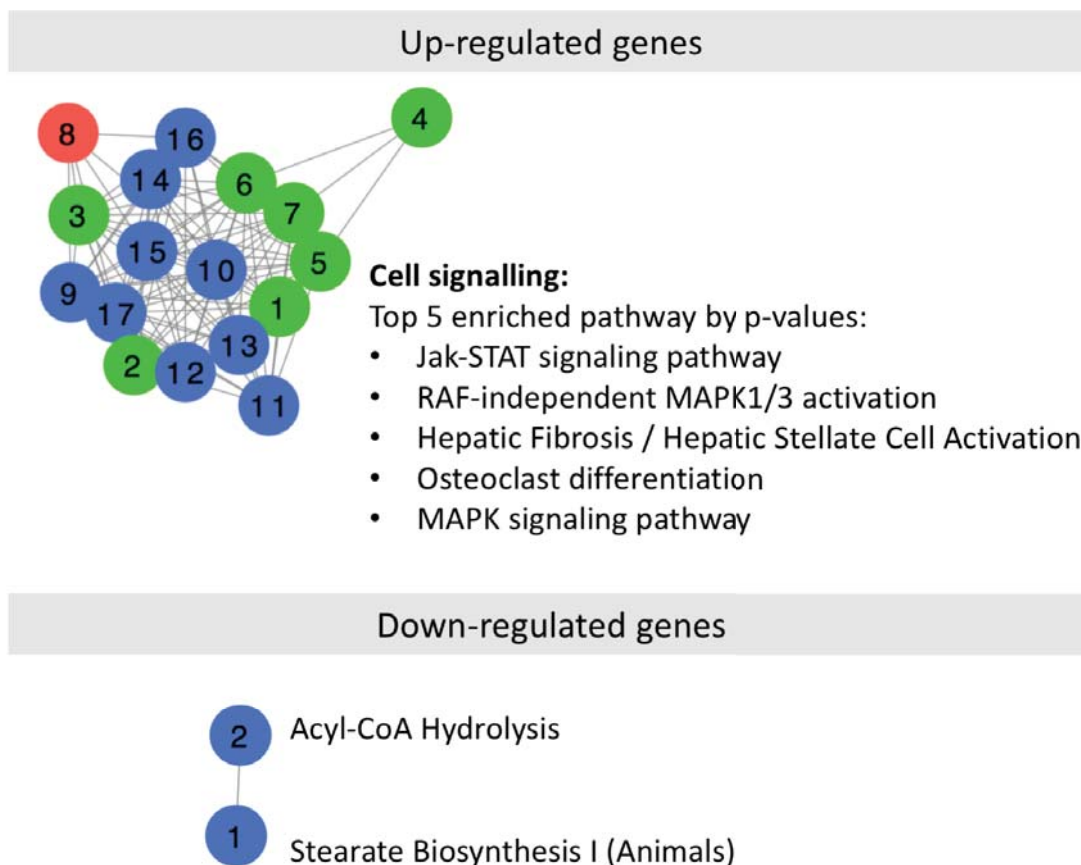 Up-regulated genes
8
16
4
14
6
3
7
15
10
5
9
17
1
13
2
12
11
Cell signalling:
Top 5 enriched pathway by p-values:
• Jak-STAT signaling pathway
• RAF-independent MAPK1/3 activation
• Hepatic Fibrosis / Hepatic Stellate Cell Activation
• Osteoclast differentiation
• MAPK signaling pathway
Down-regulated genes
2 Acyl-CoA Hydrolysis
1 Stearate Biosynthesis I (Animals)